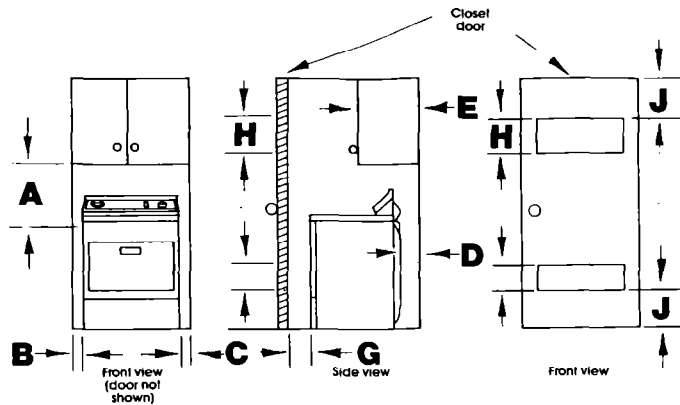 Closet
door
E
J
H
H
A
D
B
C
G
J
Front view
(door not
shown)
Side view
Front view